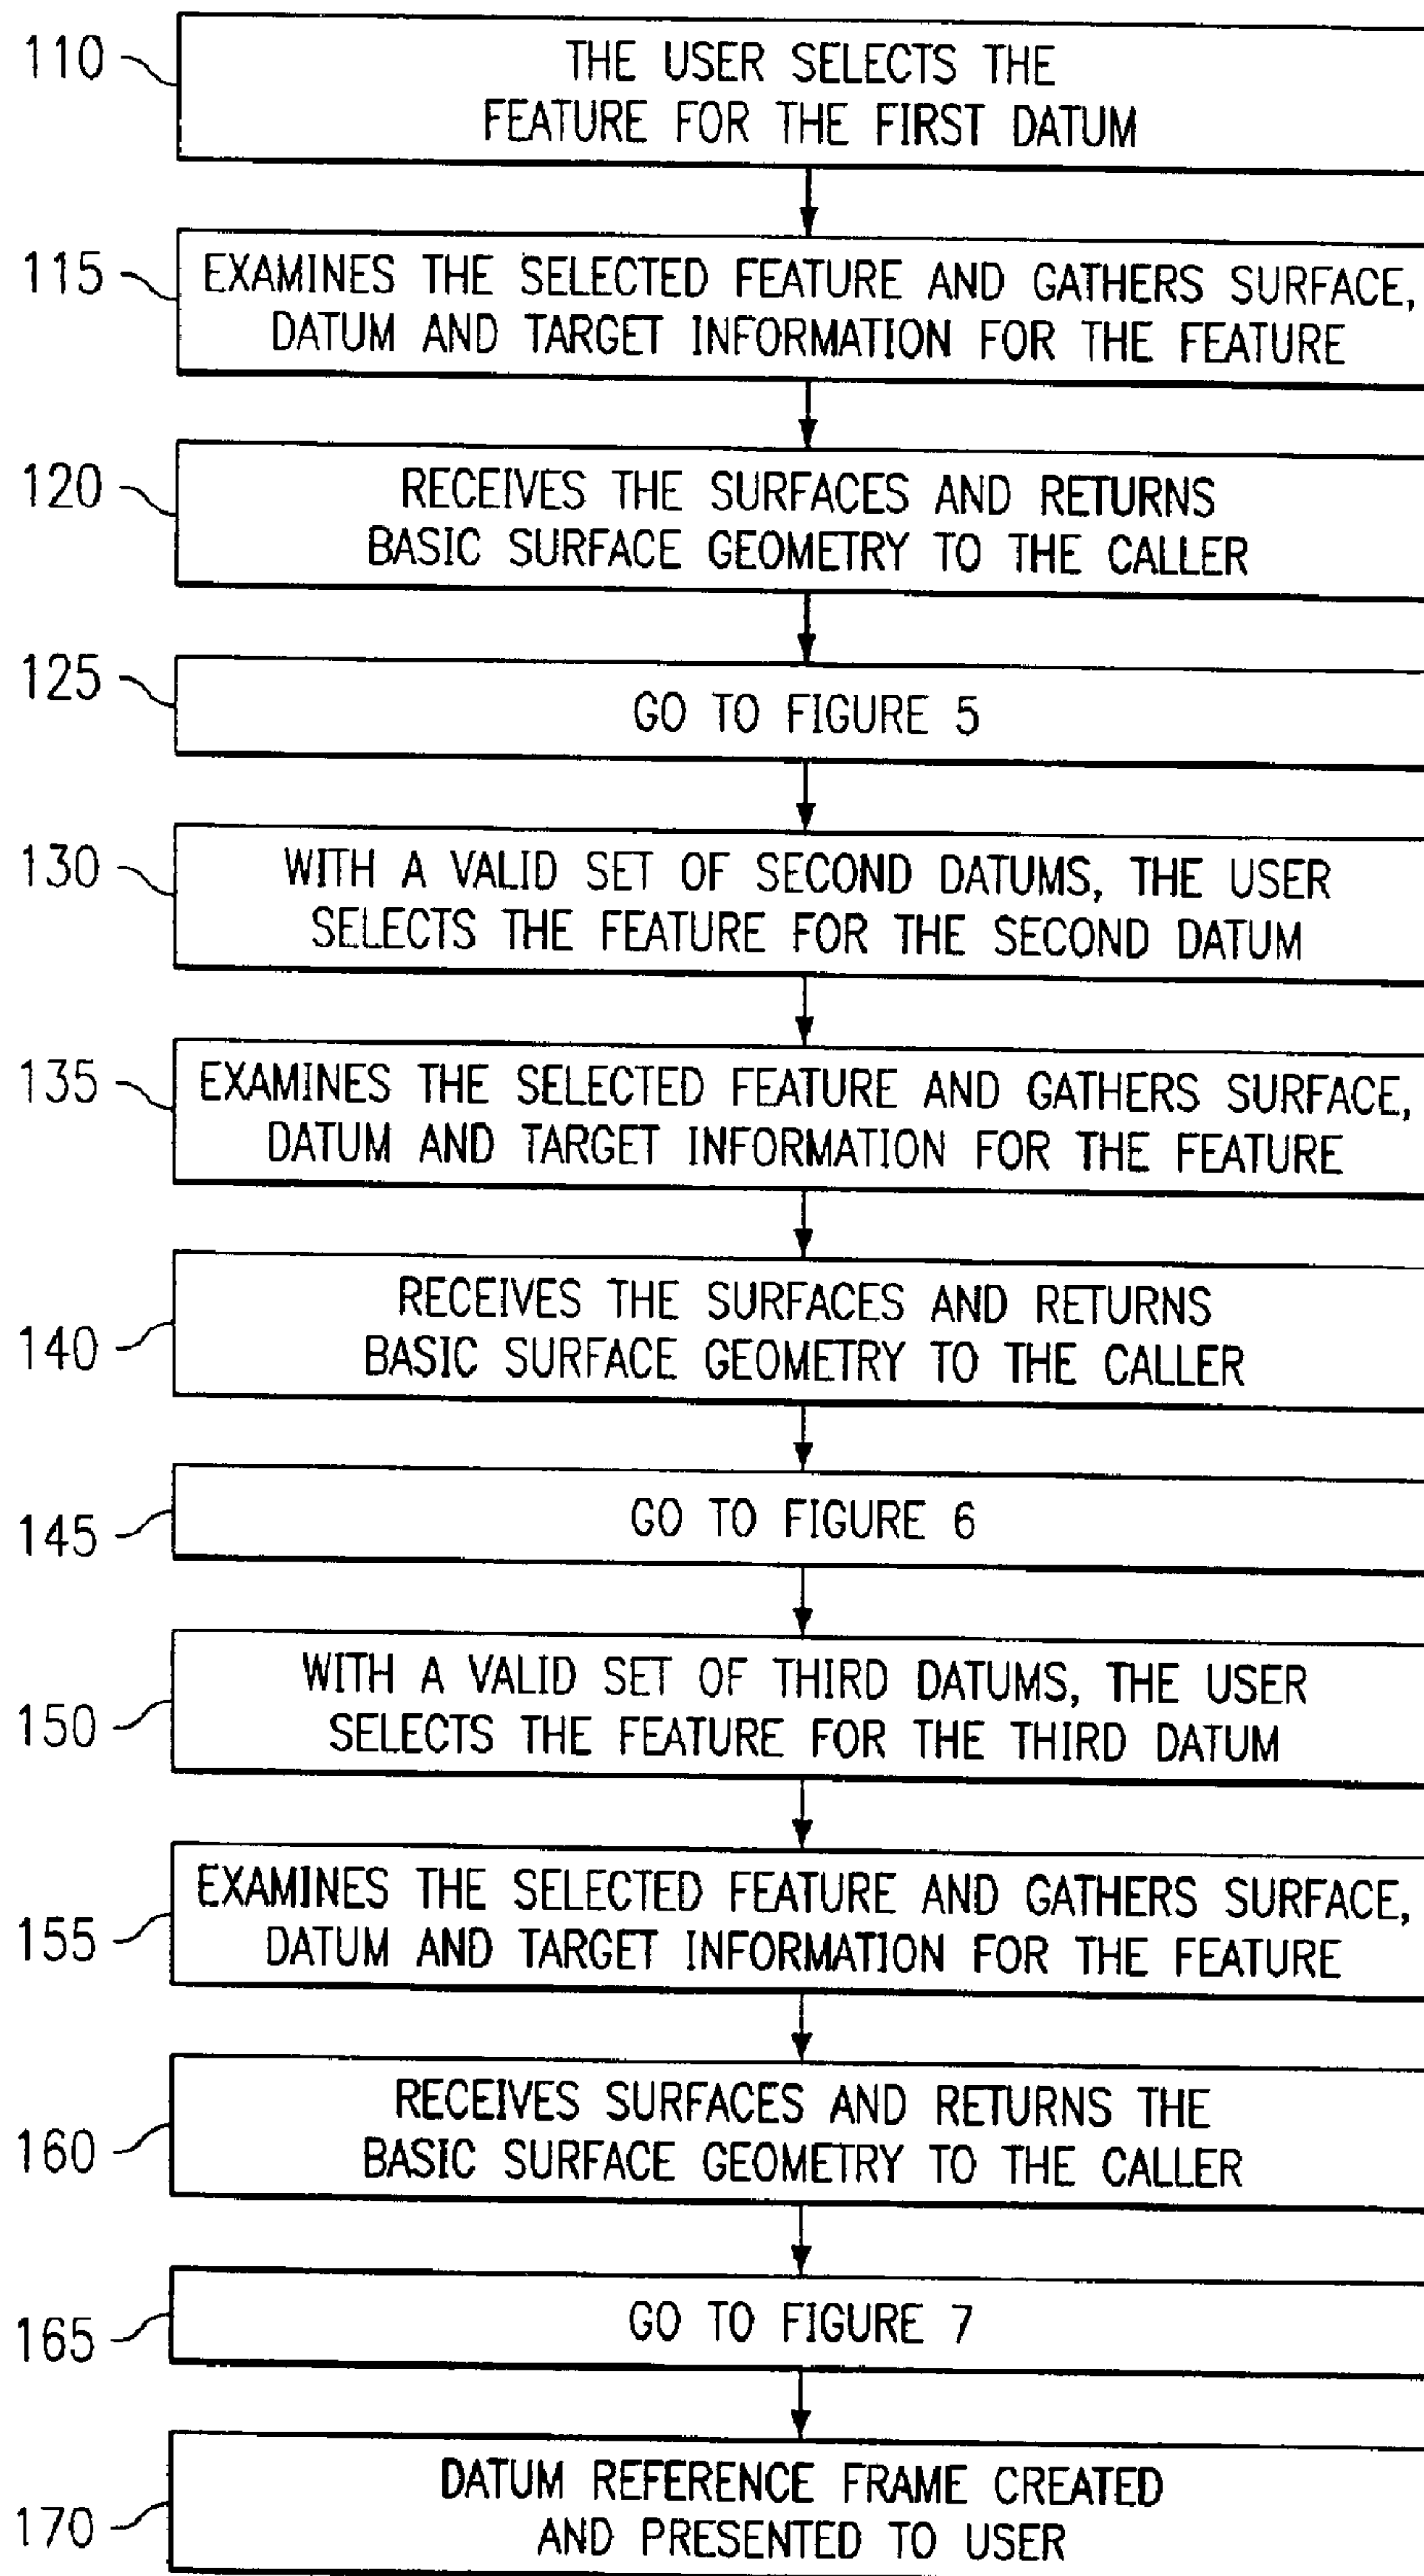 110
THE USER SELECTS THE
FEATURE FOR THE FIRST DATUM
115
EXAMINES THE SELECTED FEATURE AND GATHERS SURFACE,
DATUM AND TARGET INFORMATION FOR THE FEATURE
120
RECEIVES THE SURFACES AND RETURNS
BASIC SURFACE GEOMETRY TO THE CALLER
125
GO TO FIGURE 5
130
WITH A VALID SET OF SECOND DATUMS, THE USER
SELECTS THE FEATURE FOR THE SECOND DATUM
135
EXAMINES THE SELECTED FEATURE AND GATHERS SURFACE,
DATUM AND TARGET INFORMATION FOR THE FEATURE
140
RECEIVES THE SURFACES AND RETURNS
BASIC SURFACE GEOMETRY TO THE CALLER
145
GO TO FIGURE 6
150
WITH A VALID SET OF THIRD DATUMS, THE USER
SELECTS THE FEATURE FOR THE THIRD DATUM
155
EXAMINES THE SELECTED FEATURE AND GATHERS SURFACE,
DATUM AND TARGET INFORMATION FOR THE FEATURE
160
RECEIVES SURFACES AND RETURNS THE
BASIC SURFACE GEOMETRY TO THE CALLER
165
GO TO FIGURE 7
170
DATUM REFERENCE FRAME CREATED
AND PRESENTED TO USER